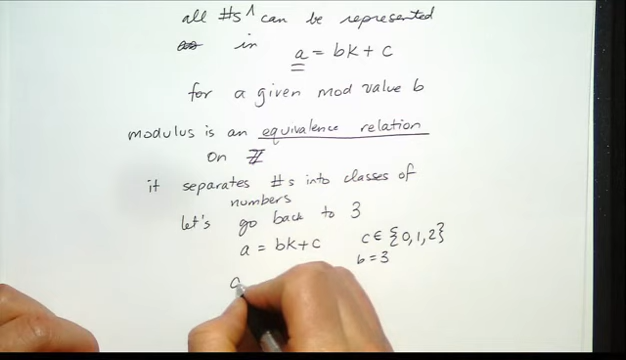 all #s ^ can be represented
in a = bk + c
for a given mod value b
modulus is an equivalence relation
on ℤ
it separates #s into classes of
numbers
let's go back to 3
a = bk + c c ∈ {0,1,2}
b = 3
a